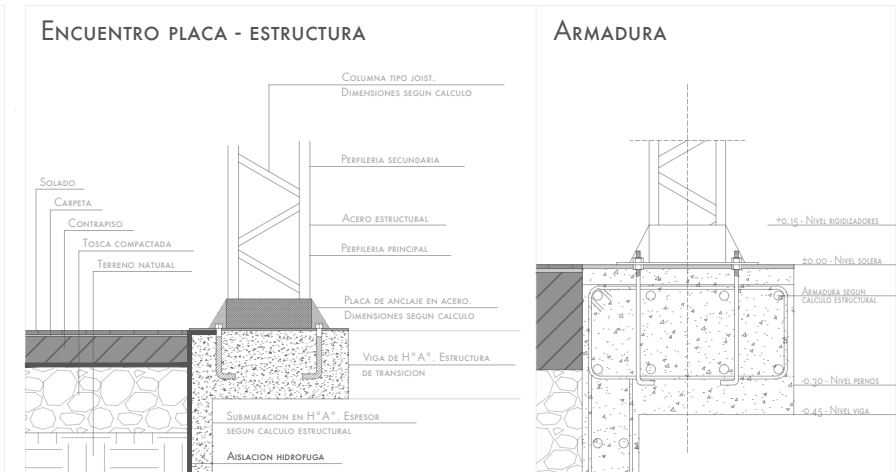 Encuentro placa - estructura
Columna tipo joist.
Dimensiones segun calculo
Perfileria secundaria
Solado
Carpeta
Contrapiso
Tosca compactada
Terreno natural
Acero estructural
Perfileria principal
Placa de anclaje en acero.
Dimensiones segun calculo
Viga de H°A°. Estructura
de transicion
Submuracion en H°A°. Espesor
segun calculo estructural
Aislacion hidrofuga
Armadura
+0.15 - Nivel rigidizadores
±0.00 - Nivel solera
Armadura segun
calculo estructural
-0.30 - Nivel pernos
-0.45 - Nivel viga